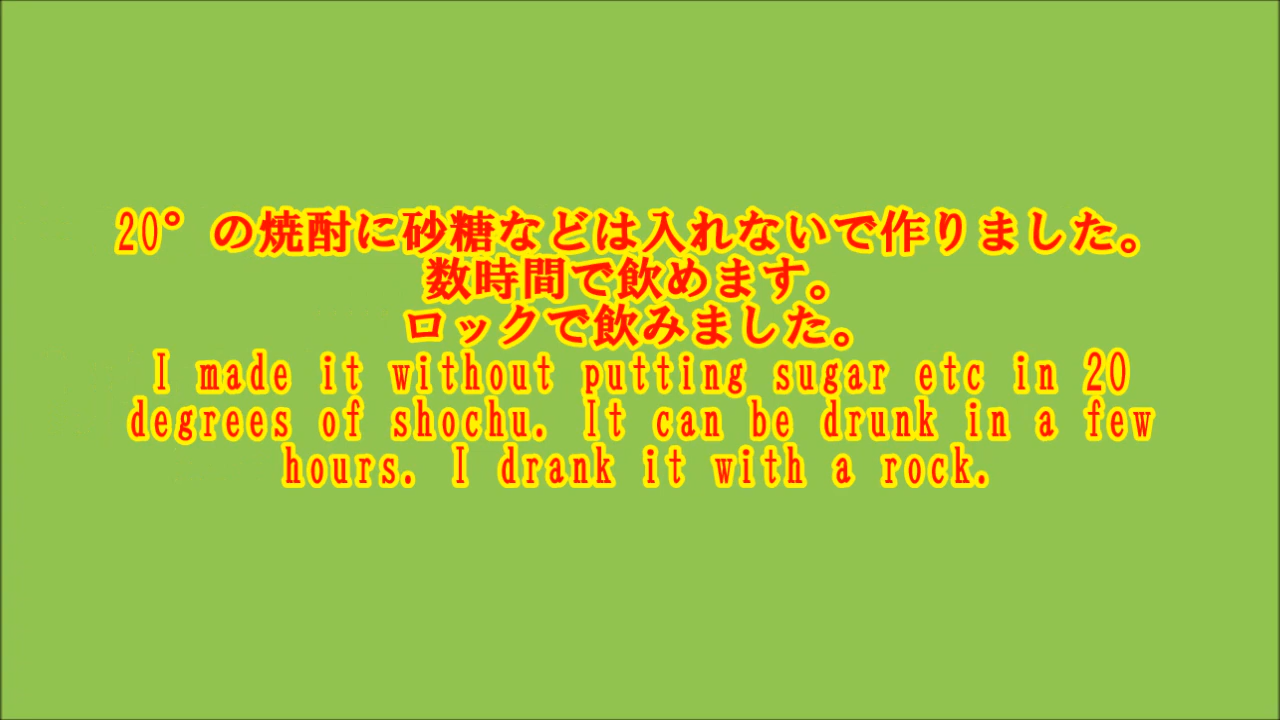 20°の焼酎に砂糖などは入れないで作りました。
数時間で飲めます。
ロックで飲みました。
I made it without putting sugar etc in 20
degrees of shochu. It can be drunk in a few
hours. I drank it with a rock.